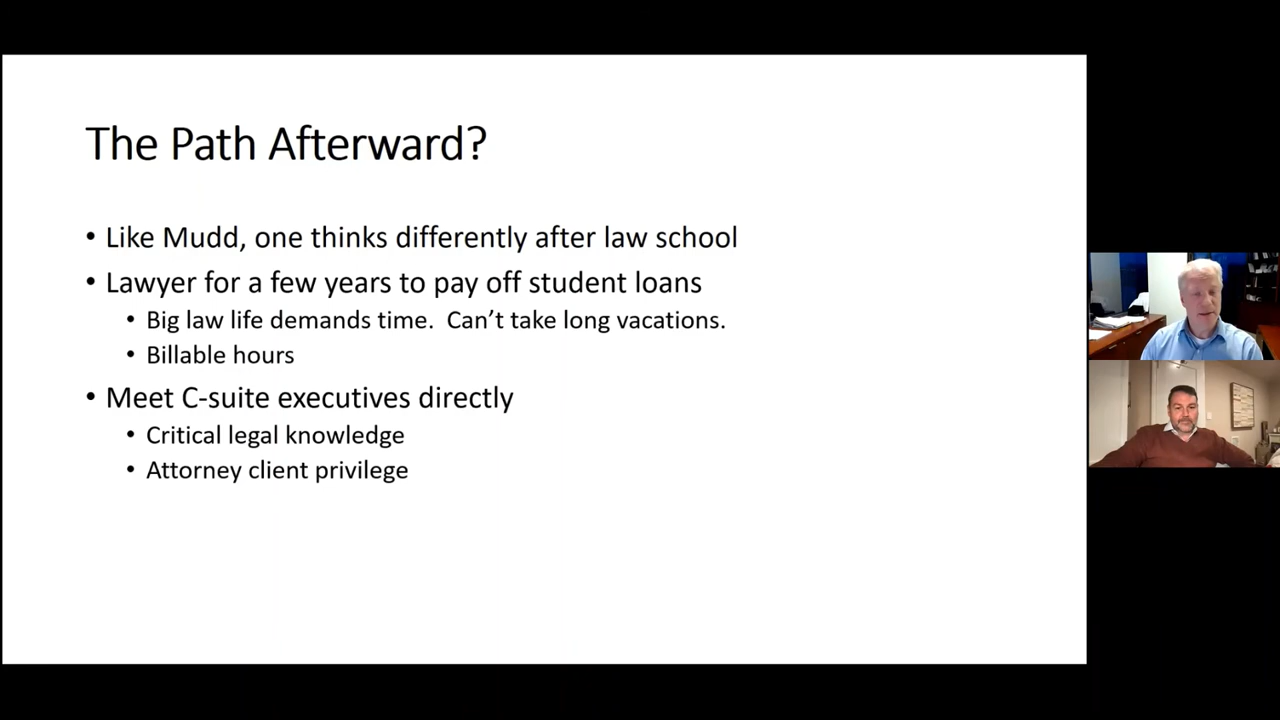 The Path Afterward?
• Like Mudd, one thinks differently after law school
• Lawyer for a few years to pay off student loans
• Big law life demands time.  Can’t take long vacations.
• Billable hours
• Meet C-suite executives directly
• Critical legal knowledge
• Attorney client privilege